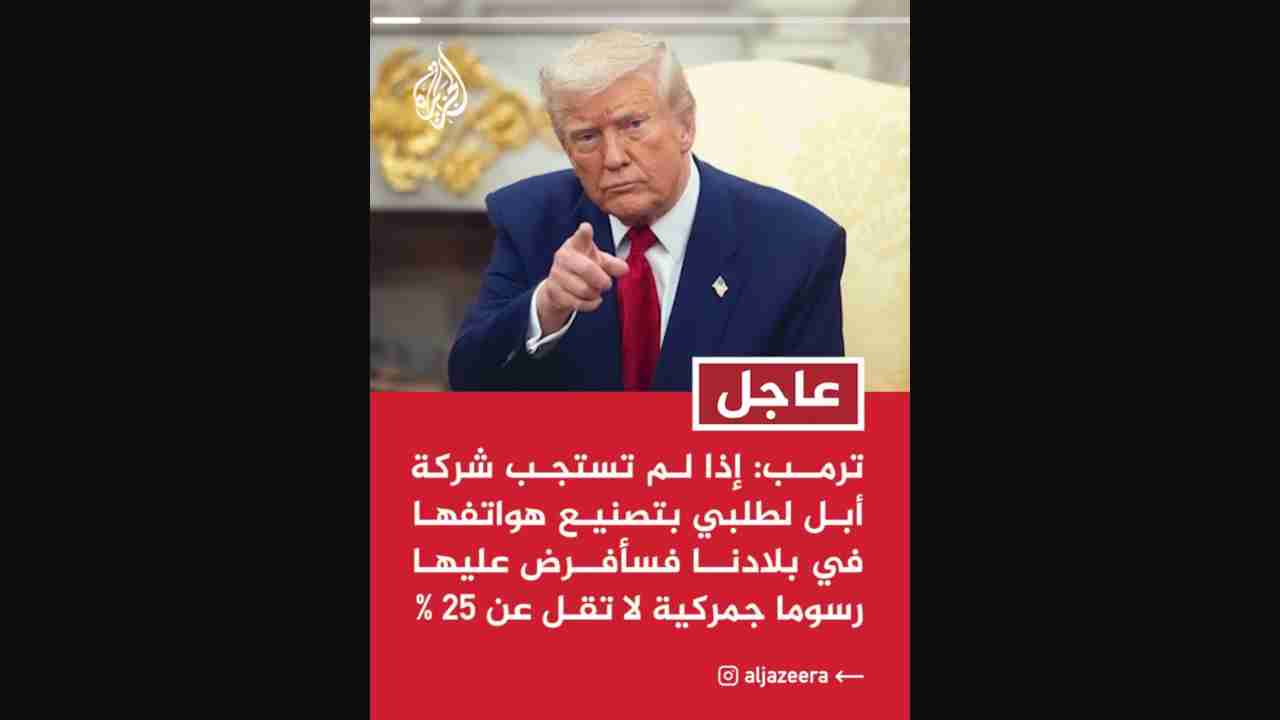 الجزيرة
عاجل
ترمب: إذا لم تستجب شركة
أبل لطلبي بتصنيع هواتفها
في بلادنا فسأفرض عليها
رسوما جمركية لا تقل عن 25 %
aljazeera